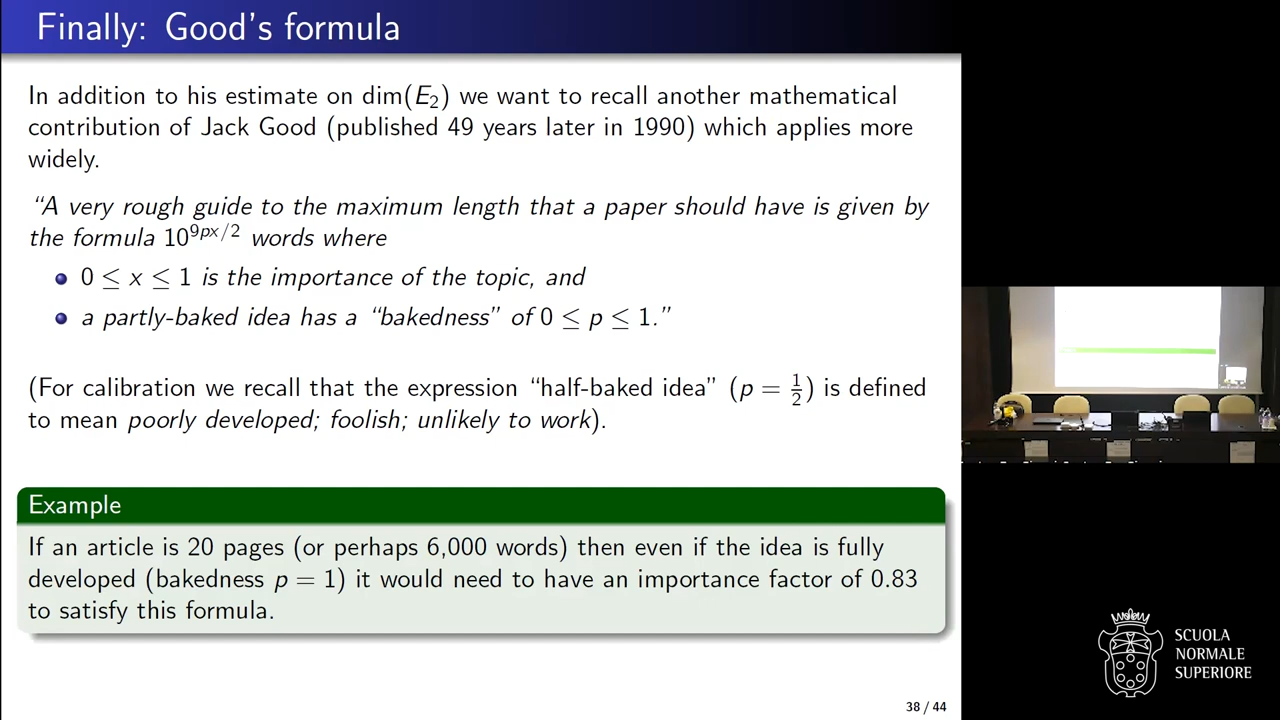 Finally: Good's formula
In addition to his estimate on dim(E₂) we want to recall another mathematical
contribution of Jack Good (published 49 years later in 1990) which applies more
widely.
“A very rough guide to the maximum length that a paper should have is given by
the formula 10^{9px/2} words where
0 ≤ x ≤ 1 is the importance of the topic, and
a partly-baked idea has a “bakedness” of 0 ≤ p ≤ 1.”
(For calibration we recall that the expression “half-baked idea” (p = 1/2) is defined
to mean poorly developed; foolish; unlikely to work).
Example
If an article is 20 pages (or perhaps 6,000 words) then even if the idea is fully
developed (bakedness p = 1) it would need to have an importance factor of 0.83
to satisfy this formula.
38 / 44
SCUOLA
NORMALE
SUPERIORE